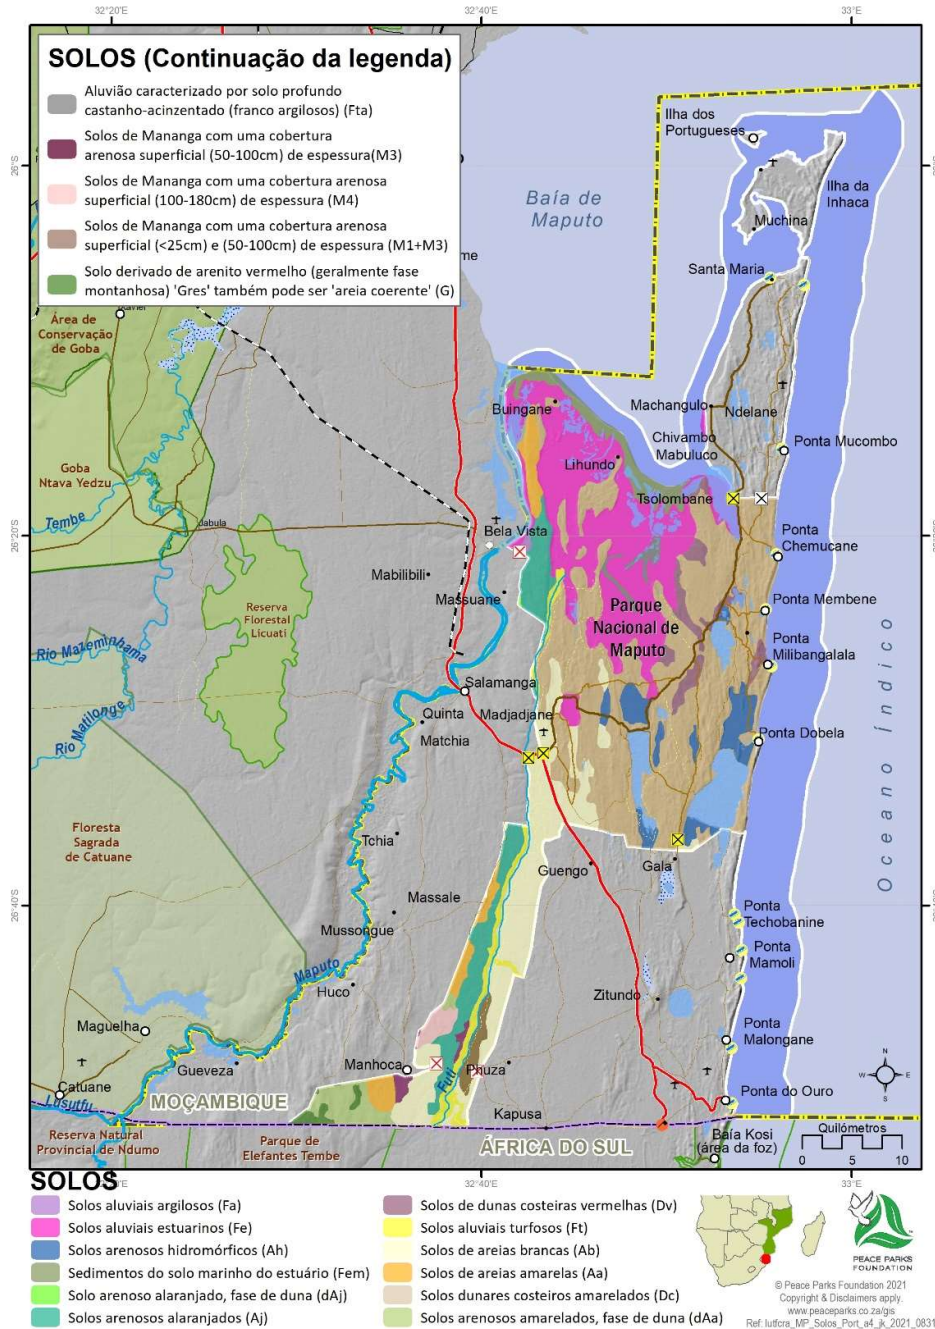 32°20'E
32°40'E
33°E
SOLOS (Continuação da legenda)
Aluvião caracterizado por solo profundo
castanho-acinzentado (franco argilosos) (Fta)
Solos de Mananga com uma cobertura
arenosa superficial (50-100cm) de espessura(M3)
Solos de Mananga com uma cobertura arenosa
superficial (100-180cm) de espessura (M4)
Solos de Mananga com uma cobertura arenosa
superficial (<25cm) e (50-100cm) de espessura (M1+M3)
Solo derivado de arenito vermelho (geralmente fase
montanhosa) 'Gres' também pode ser 'areia coerente' (G)
Ilha dos
Portugueses
26°S
Baía de
Maputo
Ilha da
Inhaca
Muchina
Santa Maria
Área de
Conservação
de Goba
Buingane
Machangulo
Ndelane
Chivambo
Mabuluco
Ponta Mucombo
Lihundo
Goba
Ntava Yedzu
Tsolombane
Tembe
Jabula
Bela Vista
26°20'S
Ponta
Chemucane
Mabilibili
Massuane
Reserva
Florestal
Licuati
Parque
Nacional de
Maputo
Ponta Membene
Ponta
Milibangalala
Rio Mazeminhama
Rio Matilonge
Salamanga
Quinta
Madjadjane
Matchia
Ponta Dobela
Oceano Índico
Floresta
Sagrada
de Catuane
Tchia
Guengo
Gala
Massale
Mussongue
26°40'S
Ponta
Techobanine
Ponta
Mamoli
Maputo
Huco
Zitundo
Maguelha
Ponta
Malongane
Gueveza
Manhoca
Phuza
Futi
N
W
E
S
Catuane
Lusutfu
MOÇAMBIQUE
Kapusa
Ponta do Ouro
Reserva Natural
Provincial de Ndumo
Parque de
Elefantes Tembe
ÁFRICA DO SUL
Baía Kosi
(área da foz)
Quilómetros
0 5 10
32°20'E
32°40'E
33°E
SOLOS
Solos aluviais argilosos (Fa)
Solos aluviais estuarinos (Fe)
Solos arenosos hidromórficos (Ah)
Sedimentos do solo marinho do estuário (Fem)
Solo arenoso alaranjado, fase de duna (dAj)
Solos arenosos alaranjados (Aj)
Solos de dunas costeiras vermelhas (Dv)
Solos aluviais turfosos (Ft)
Solos de areias brancas (Ab)
Solos de areias amarelas (Aa)
Solos dunares costeiros amarelados (Dc)
Solos arenosos amarelados, fase de duna (dAa)
PEACE PARKS
FOUNDATION
© Peace Parks Foundation 2021
Copyright & Disclaimers apply.
www.peaceparks.co.za/gis
Ref: lutfcra_MP_Solos_Port_a4_jk_2021_0831